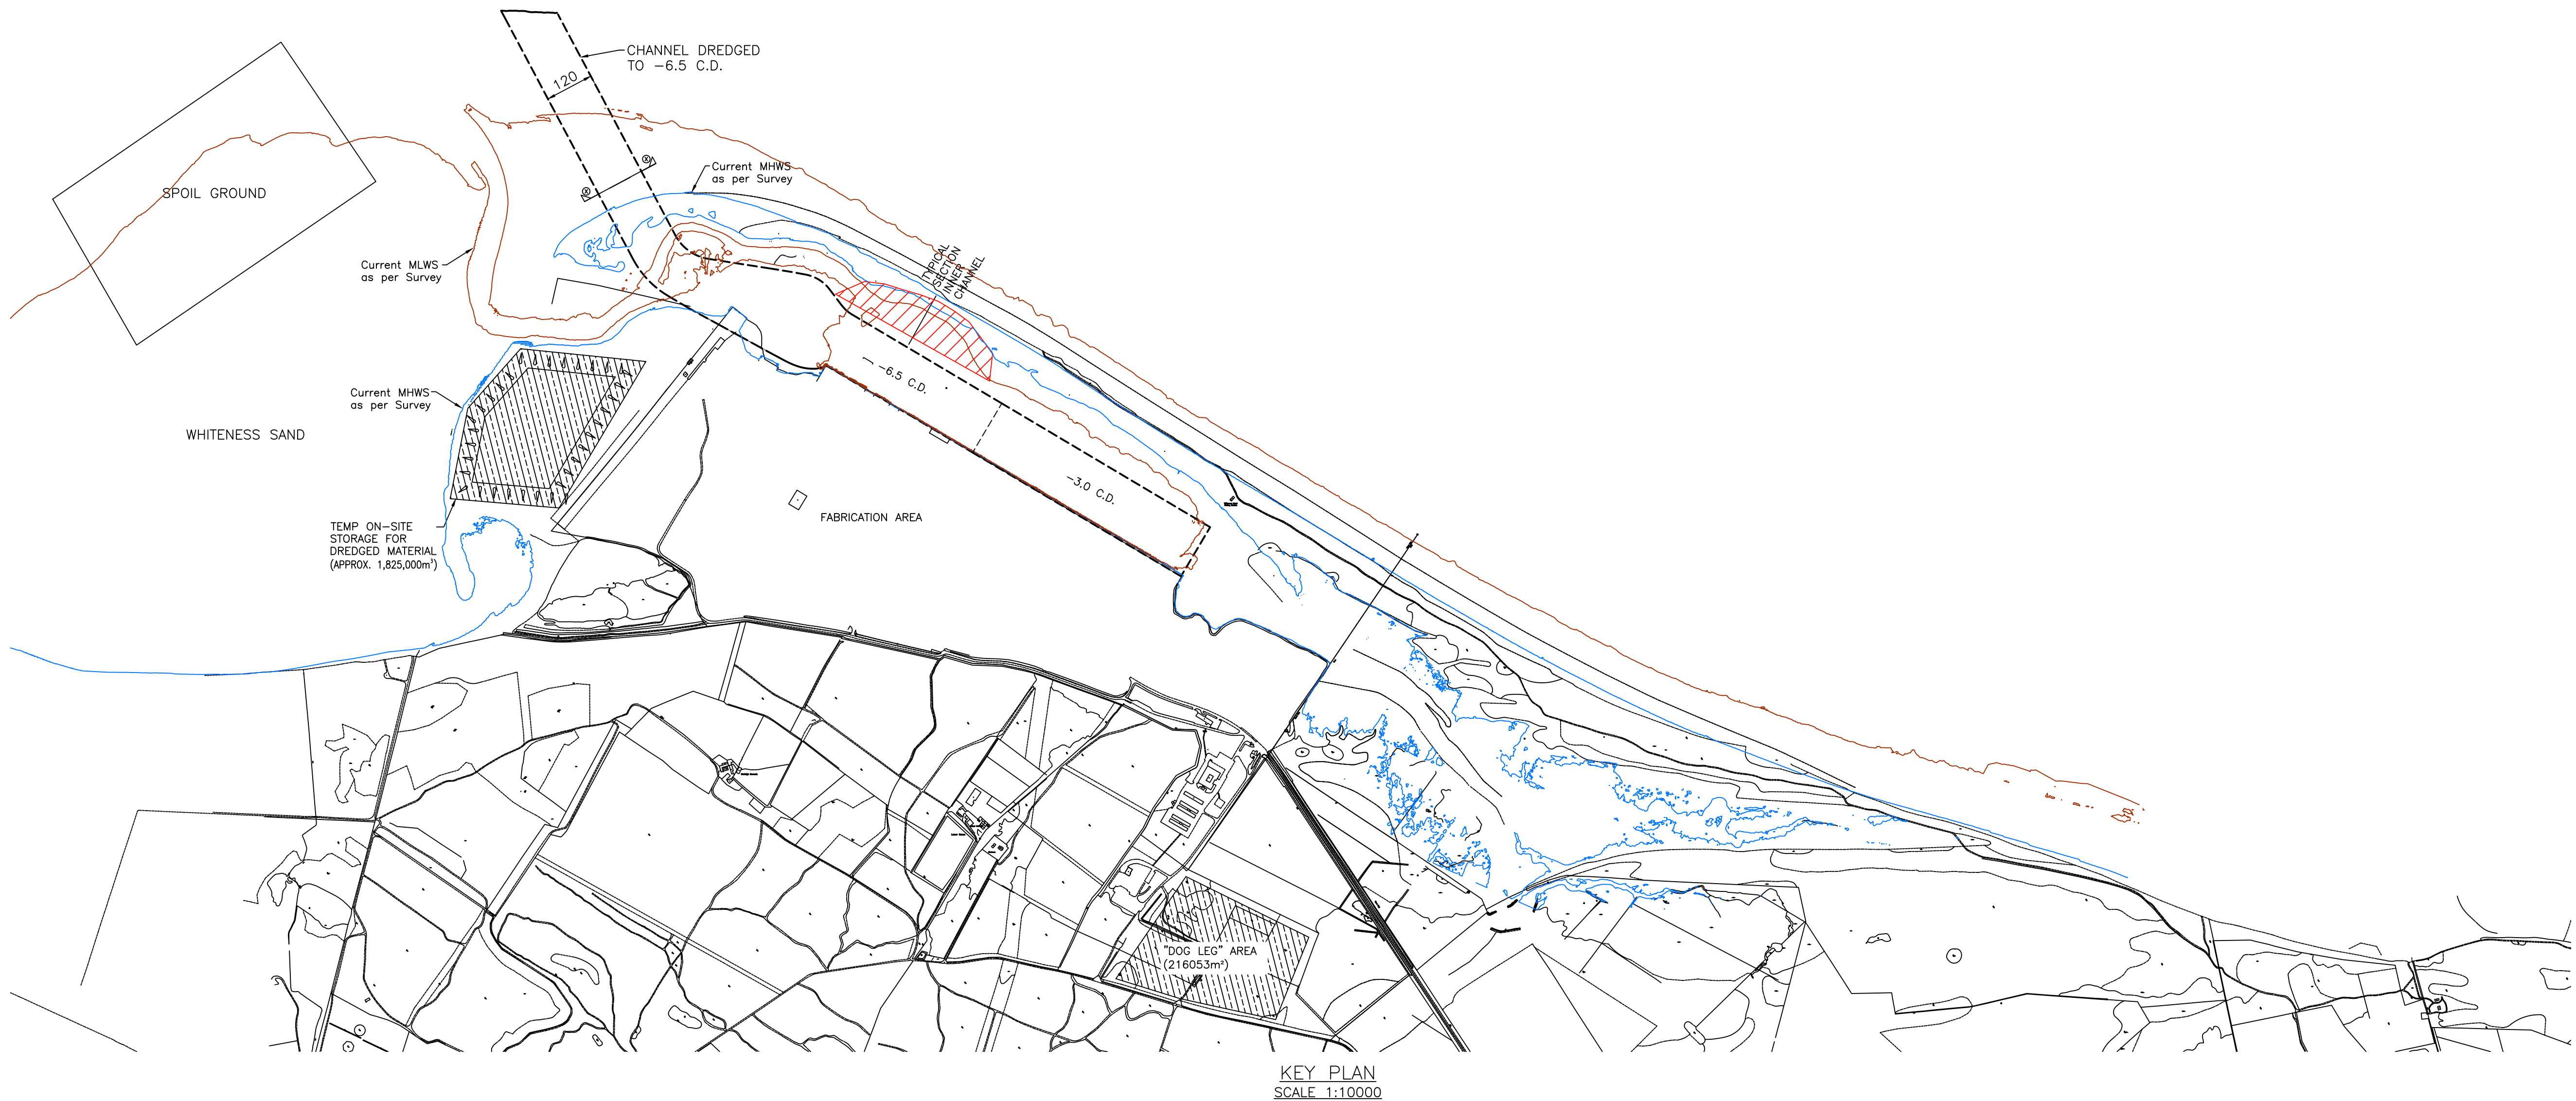 CHANNEL DREDGED
TO -6.5 C.D.
120
SPOIL GROUND
Current MHWS
as per Survey
Current MLWS
as per Survey
TYPICAL
SECTION
INNER
CHANNEL
-6.5 C.D.
Current MHWS
as per Survey
WHITENESS SAND
-3.0 C.D.
FABRICATION AREA
TEMP ON-SITE
STORAGE FOR
DREDGED MATERIAL
(APPROX. 1,825,000m³)
"DOG LEG" AREA
(216053m²)
KEY PLAN
SCALE 1:10000